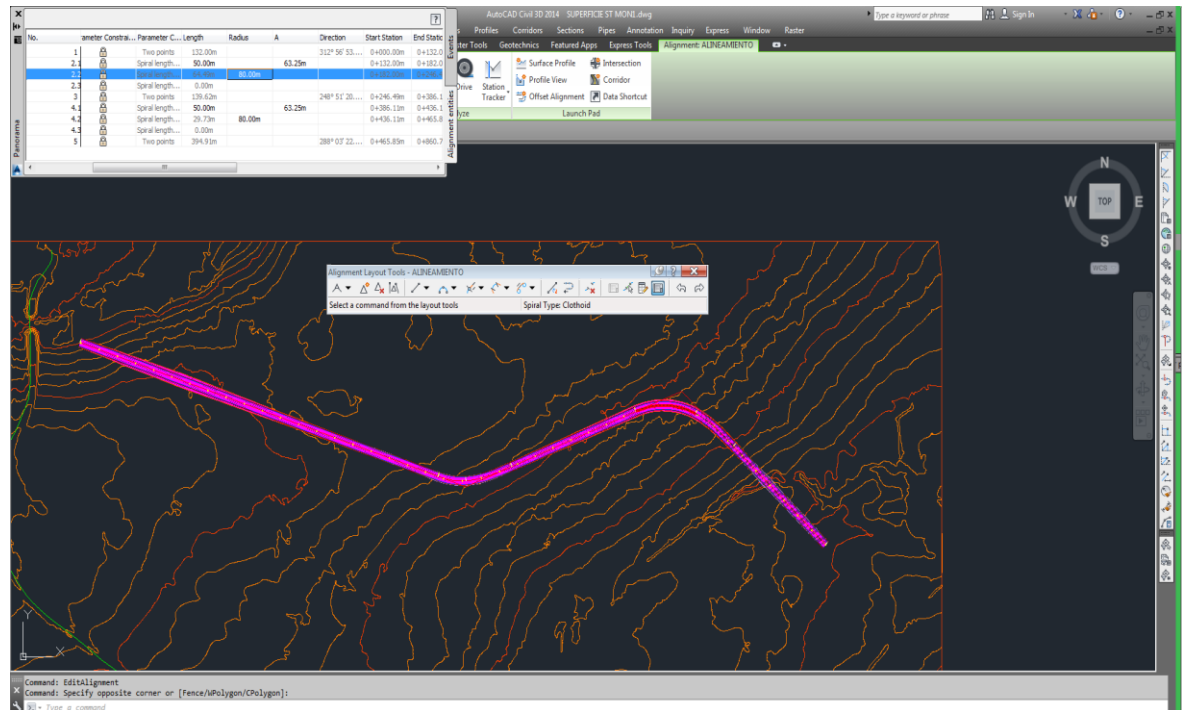 AutoCAD Civil 3D 2014 SUPERFICIE ST MON1.dwg
Type a keyword or phrase
Sign In
Profiles Corridors Sections Pipes Annotation Inquiry Express Window Raster
Tools Geotechnics Featured Apps Express Tools Alignment: ALINEAMIENTO
Surface Profile Intersection
Drive Station Tracker
Profile View Corridor
Offset Alignment Data Shortcut
Launch Pad
No. ameter Constrai... Parameter C... Length Radius A Direction Start Station End Static
1 Two points 132.00m 312° 56' 53.... 0+000.00m 0+132.0
2.1 Spiral length... 50.00m 63.25m 0+132.00m 0+182.0
2.2 Spiral length... 80.00m
2.3 Spiral length... 0.00m
3 Two points 139.62m 248° 51' 20.... 0+246.49m 0+386.1
4.1 Spiral length... 50.00m 63.25m 0+386.11m 0+436.1
4.2 Spiral length... 29.73m 80.00m 0+436.11m 0+465.8
4.3 Spiral length... 0.00m
5 Two points 394.91m 288° 03' 22.... 0+465.85m 0+860.7
Events
Alignment entities
Panorama
N
W TOP E
S
WCS
Alignment Layout Tools - ALINEAMIENTO
Select a command from the layout tools Spiral Type: Clothoid
Y
X
Command: EditAlignment
Command: Specify opposite corner or [Fence/WPolygon/CPolygon]:
Type a command